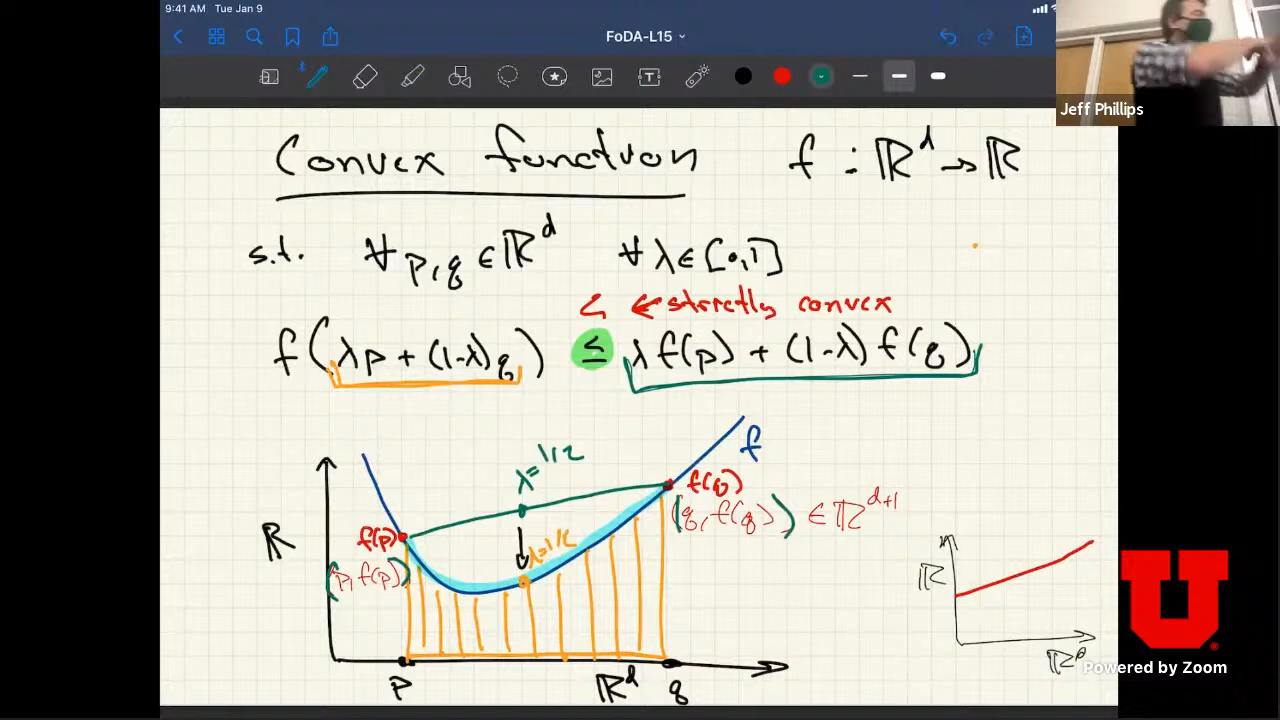 9:41 AM Tue Jan 9
FoDA-L15
Jeff Phillips
Convex function f : ℝᵈ → ℝ
s.t. ∀ p,q ∈ ℝᵈ ∀ λ ∈ [0,1]
< ← strictly convex
f(λp + (1-λ)q) ≤ λf(p) + (1-λ)f(q)
λ=1/2
f
f(q)
(q, f(q)) ∈ ℝᵈ⁺¹
ℝ
f(p)
(p, f(p))
λ=1/2
ℝ
p
ℝᵈ
q
U
Powered by Zoom